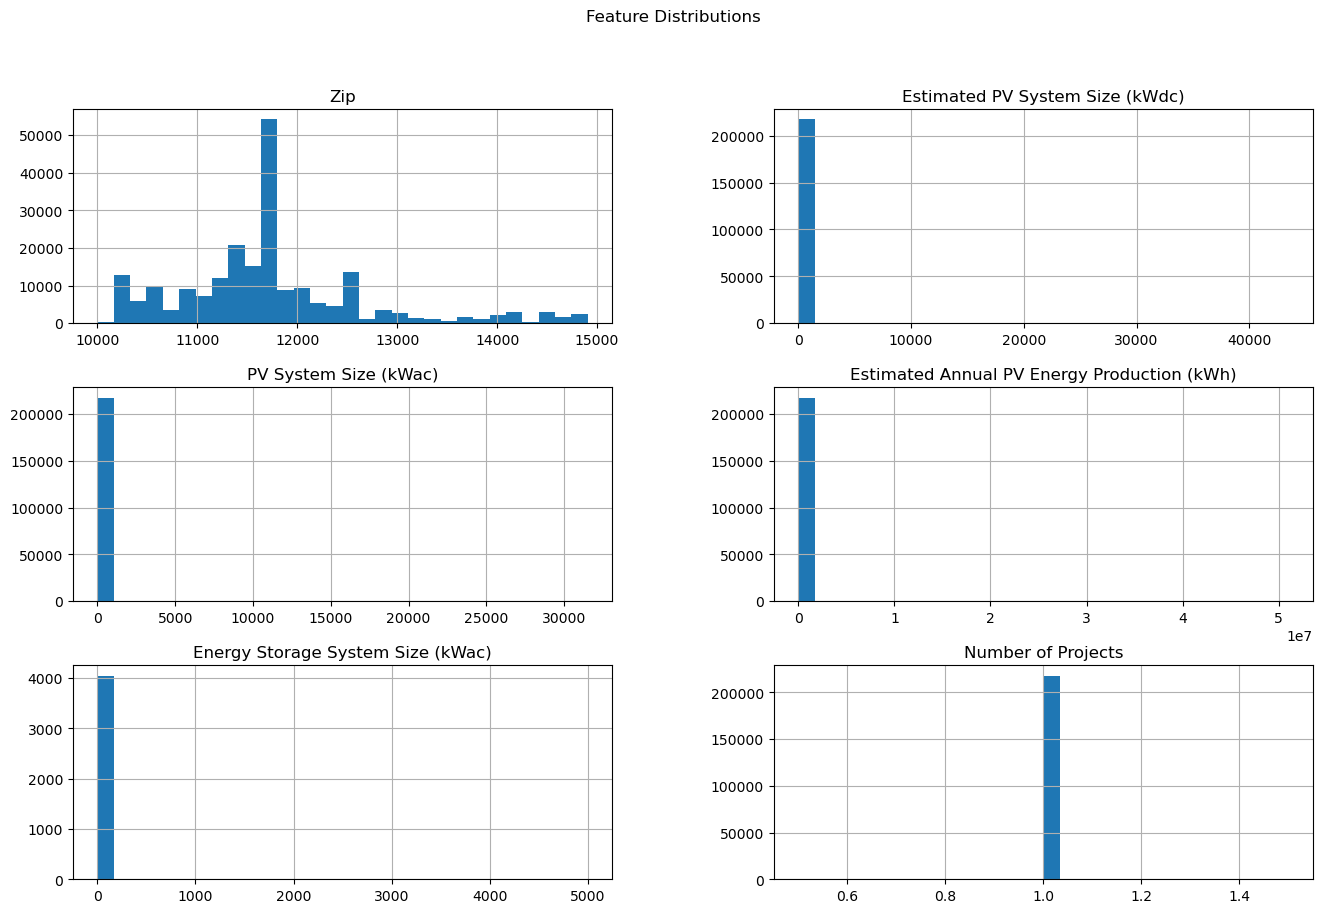 Feature Distributions
Zip
50000
40000
30000
20000
10000
0
10000 11000 12000 13000 14000 15000
Estimated PV System Size (kWdc)
200000
150000
100000
50000
0
0 10000 20000 30000 40000
PV System Size (kWac)
200000
150000
100000
50000
0
0 5000 10000 15000 20000 25000 30000
Estimated Annual PV Energy Production (kWh)
200000
150000
100000
50000
0
0 1 2 3 4 5
1e7
Energy Storage System Size (kWac)
4000
3000
2000
1000
0
0 1000 2000 3000 4000 5000
Number of Projects
200000
150000
100000
50000
0
0.6 0.8 1.0 1.2 1.4